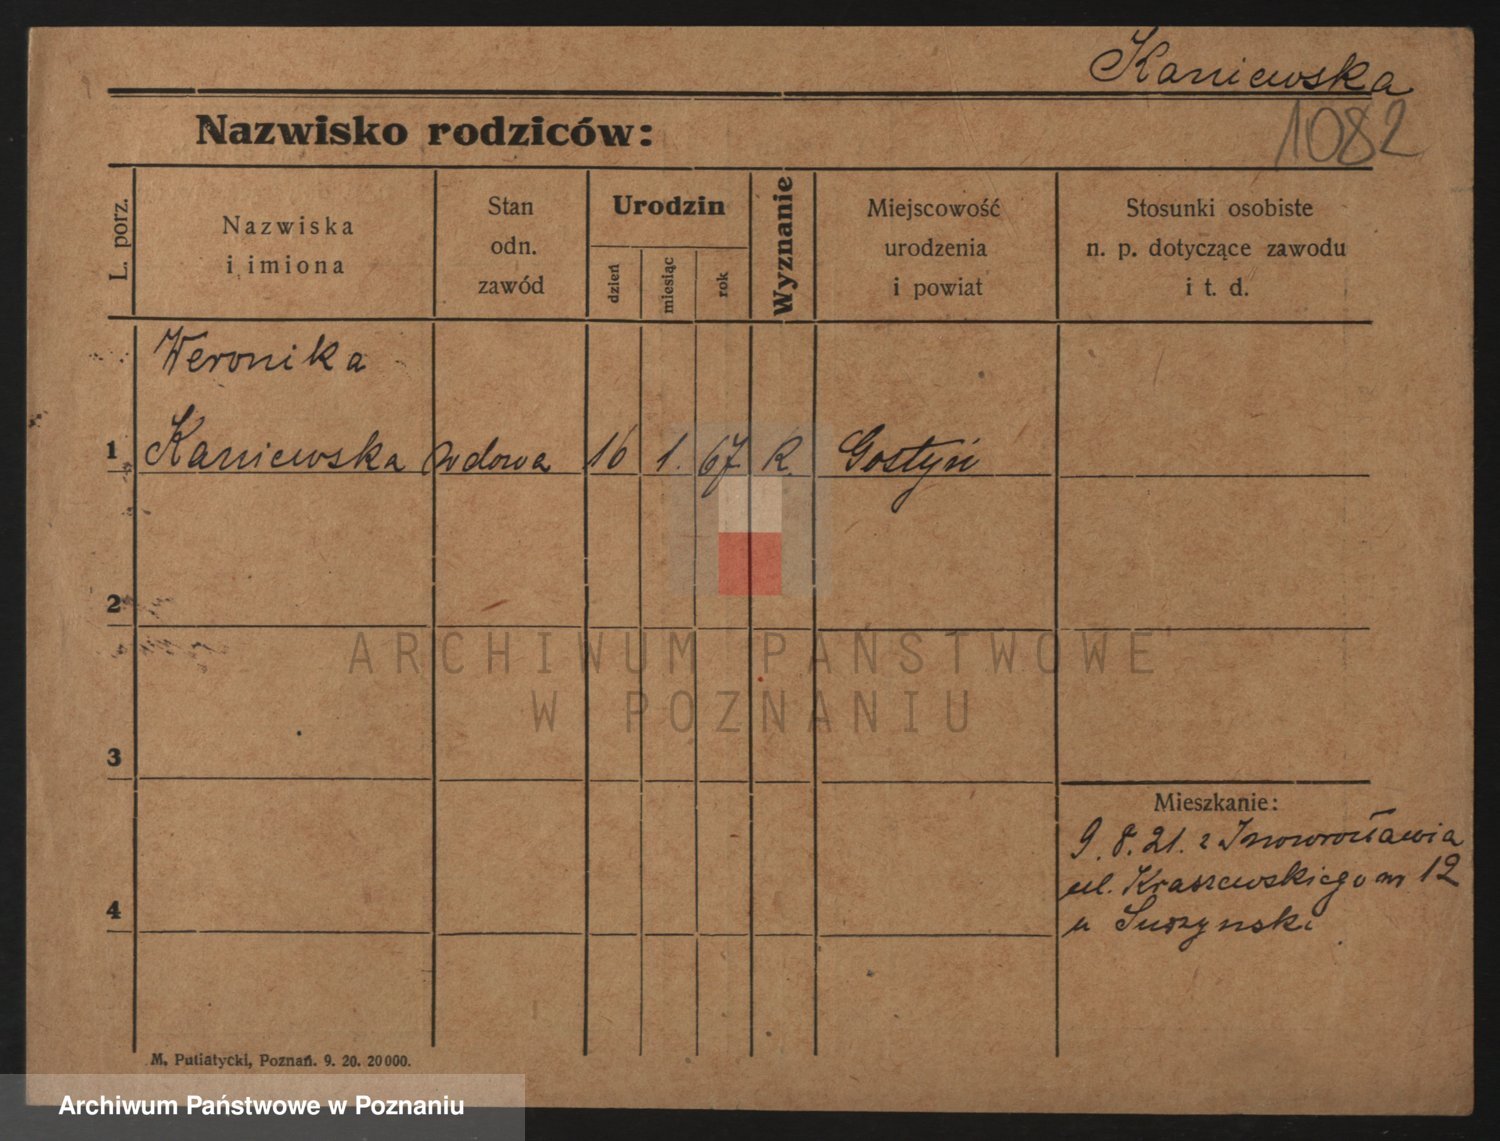 Kaniewska
1082
Nazwisko rodziców:
L. porz.
Nazwiska
i imiona
Stan
odn.
zawód
Urodzin
dzień
miesiąc
rok
Wyznanie
Miejscowość
urodzenia
i powiat
Stosunki osobiste
n. p. dotyczące zawodu
i t. d.
Weronika
1 Kaniewska wdowa 16 1. 67 R. Gostyń
2
ARCHIWUM PAŃSTWOWE
W POZNANIU
3
Mieszkanie:
9. 8. 21. z Inowrocławia
ul. Kraszewskiego nr 12
u Suszynski
4
M. Putiatycki, Poznań. 9. 20. 20000.
Archiwum Państwowe w Poznaniu